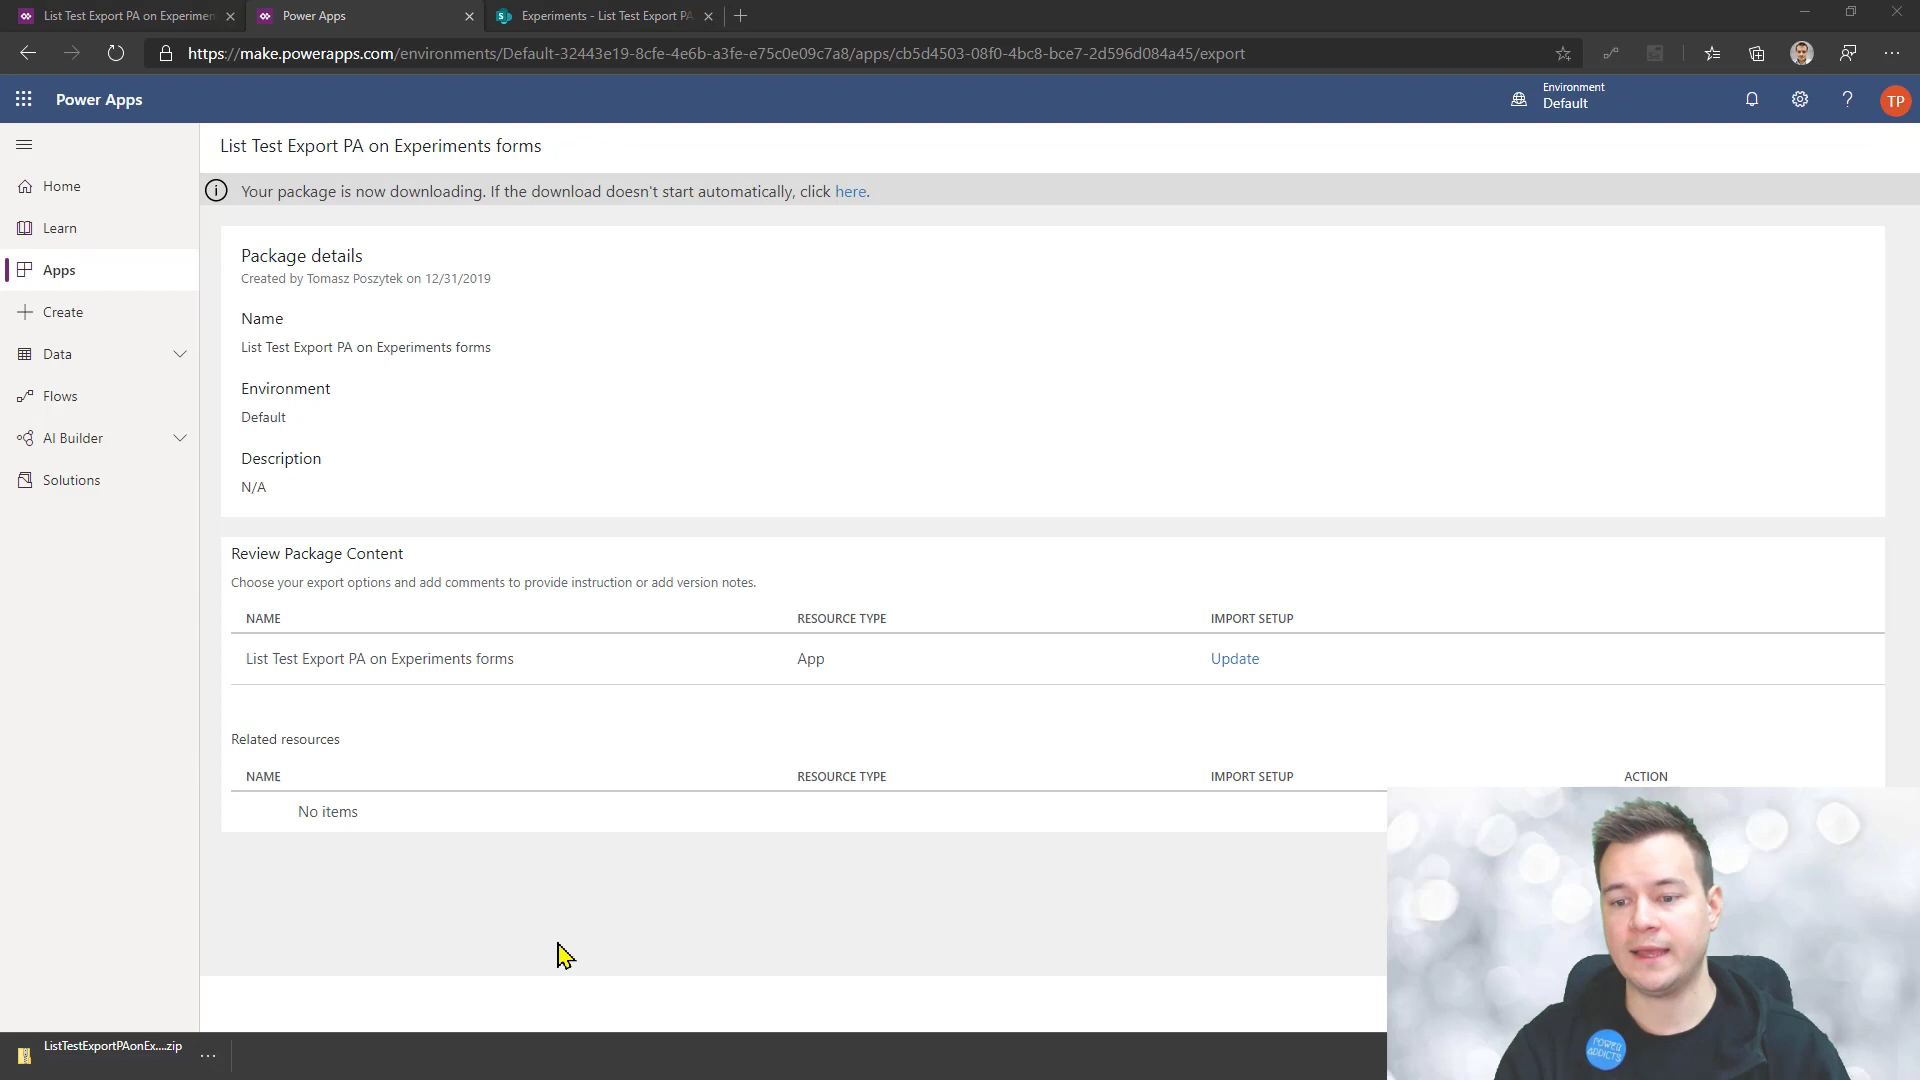 List Test Export PA on Experimen
Power Apps
Experiments - List Test Export PA
https://make.powerapps.com/environments/Default-32443e19-8cfe-4e6b-a3fe-e75c0e09c7a8/apps/cb5d4503-08f0-4bc8-bce7-2d596d084a45/export
Power Apps
Environment
Default
TP
List Test Export PA on Experiments forms
Your package is now downloading. If the download doesn't start automatically, click here.
Home
Learn
Apps
Create
Data
Flows
AI Builder
Solutions
Package details
Created by Tomasz Poszytek on 12/31/2019
Name
List Test Export PA on Experiments forms
Environment
Default
Description
N/A
Review Package Content
Choose your export options and add comments to provide instruction or add version notes.
NAME RESOURCE TYPE IMPORT SETUP
List Test Export PA on Experiments forms App Update
Related resources
NAME RESOURCE TYPE IMPORT SETUP ACTION
No items
POWER
ADDICTS
ListTestExportPAonEx....zip